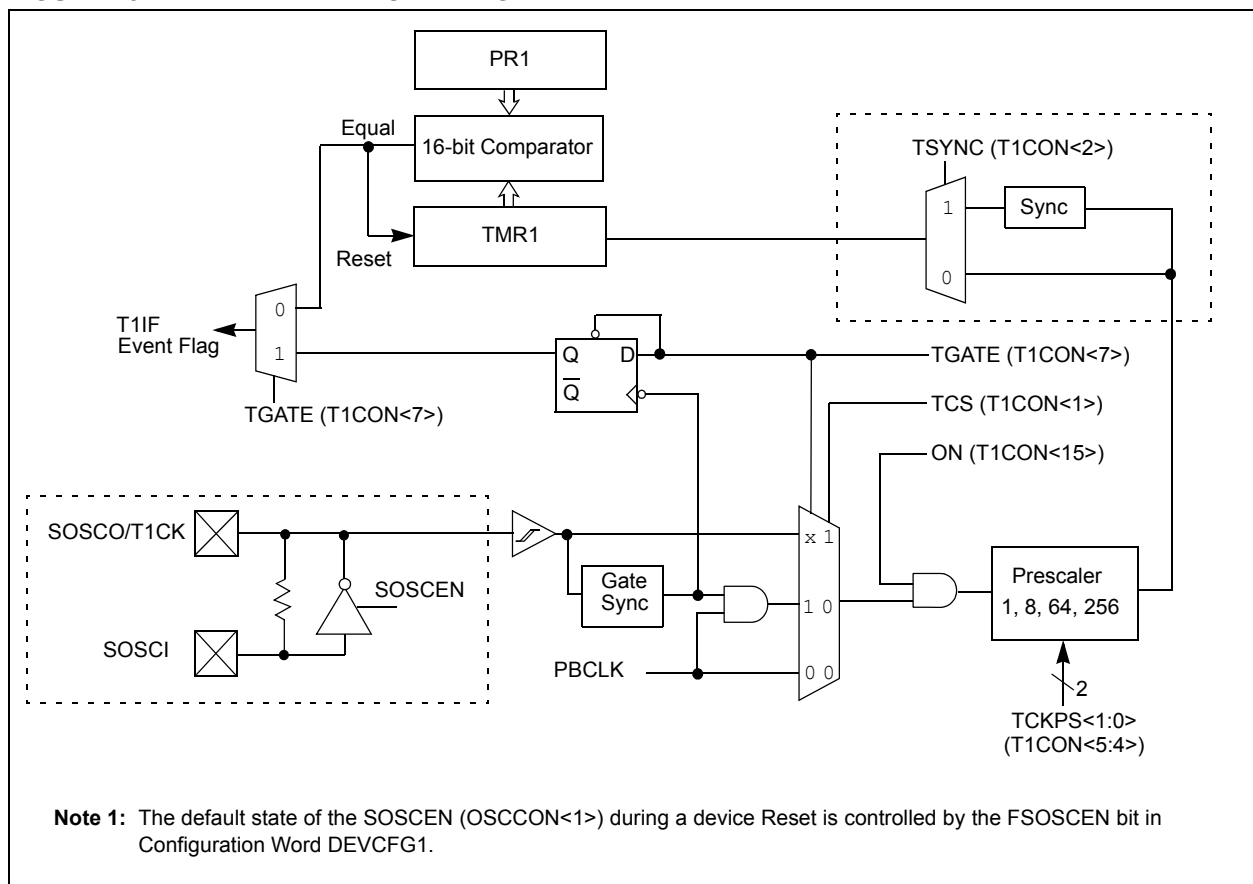 PR1
Equal
16-bit Comparator
TSYNC (T1CON<2>)
1
Sync
TMR1
Reset
0
0
T1IF
Event Flag
1
Q
D
Q
TGATE (T1CON<7>)
TGATE (T1CON<7>)
TCS (T1CON<1>)
ON (T1CON<15>)
SOSCO/T1CK
x 1
SOSCEN
Gate
Sync
1 0
Prescaler
1, 8, 64, 256
SOSCI
PBCLK
0 0
2
TCKPS<1:0>
(T1CON<5:4>)
Note 1: The default state of the SOSCEN (OSCCON<1>) during a device Reset is controlled by the FSOSCEN bit in
Configuration Word DEVCFG1.